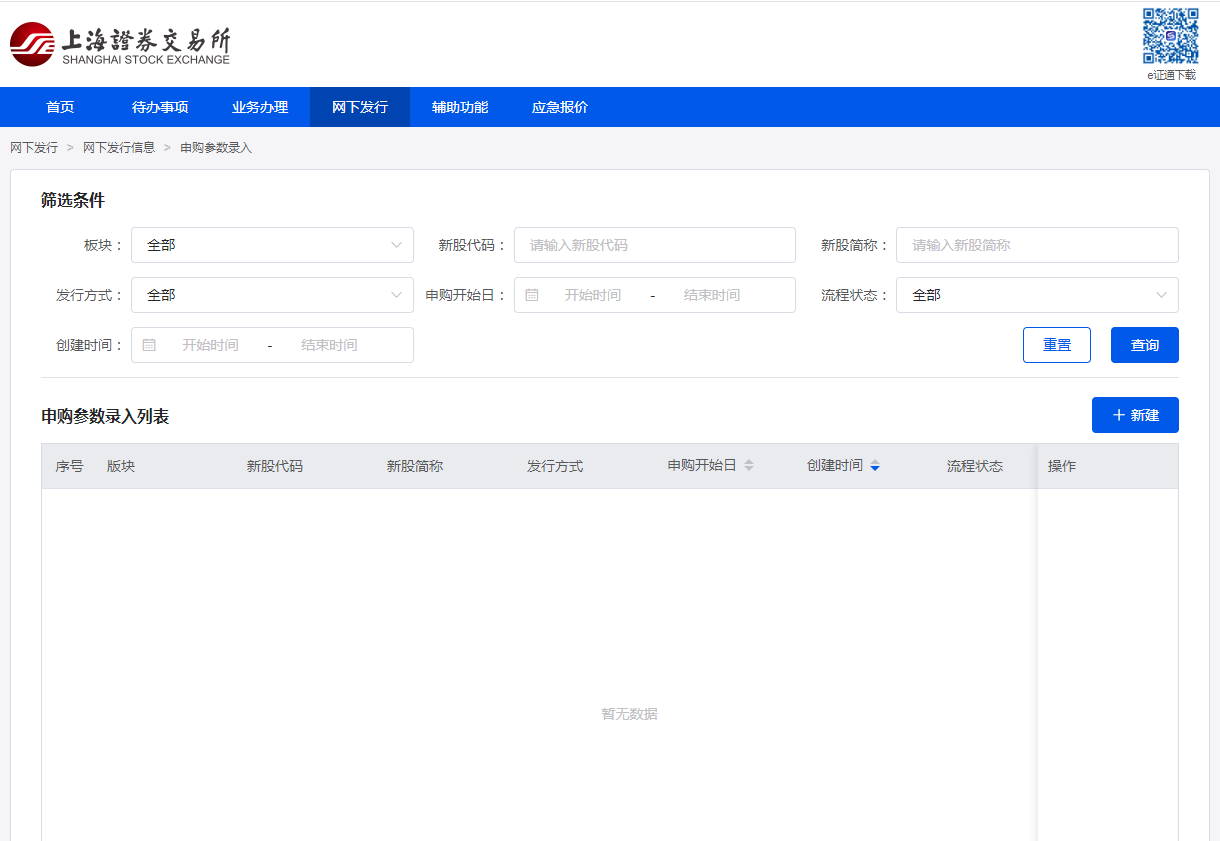 上海證券交易所
SHANGHAI STOCK EXCHANGE
e证通下载
首页 待办事项 业务办理 网下发行 辅助功能 应急报价
网下发行 > 网下发行信息 > 申购参数录入
筛选条件
板块： 全部 新股代码： 请输入新股代码 新股简称： 请输入新股简称
发行方式： 全部 申购开始日： 开始时间 - 结束时间 流程状态： 全部
创建时间： 开始时间 - 结束时间 重置 查询
申购参数录入列表 + 新建
序号 版块 新股代码 新股简称 发行方式 申购开始日 创建时间 流程状态 操作
暂无数据